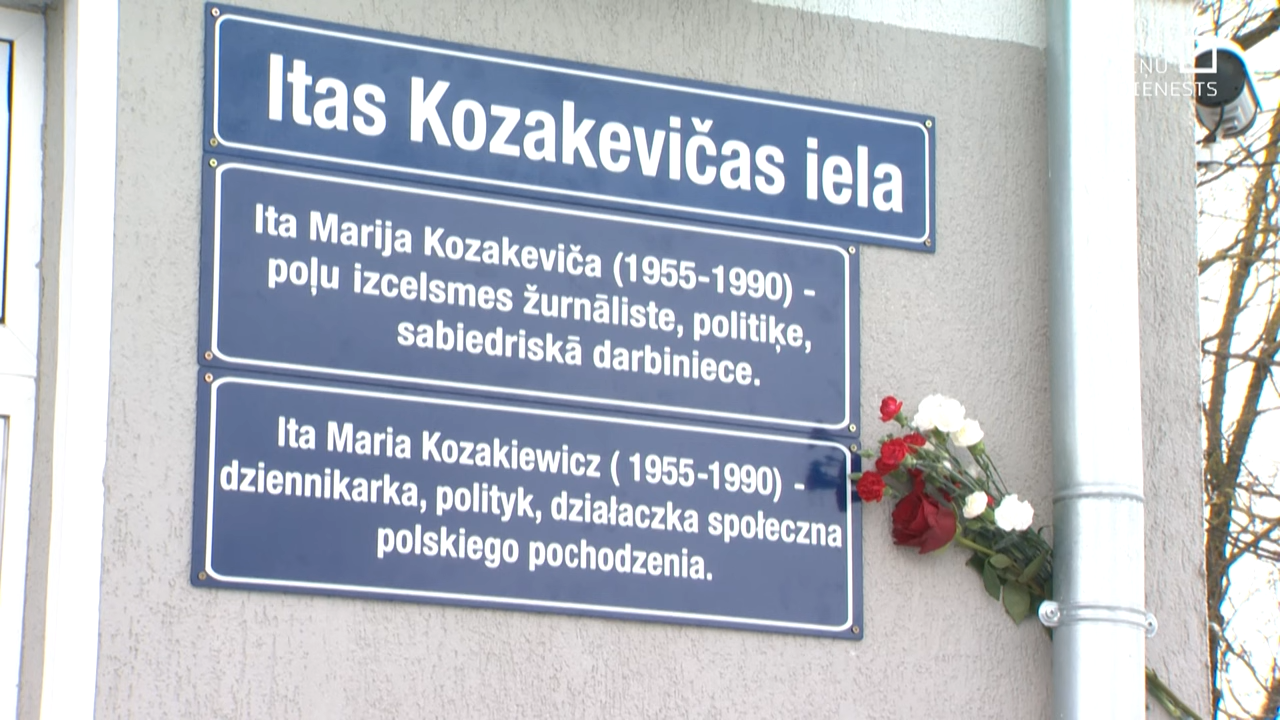 Itas Kozakevičas iela
Ita Marija Kozakeviča (1955-1990) -
poļu izcelsmes žurnāliste, politiķe,
sabiedriskā darbiniece.
Ita Maria Kozakiewicz ( 1955-1990) -
dziennikarka, polityk, działaczka społeczna
polskiego pochodzenia.